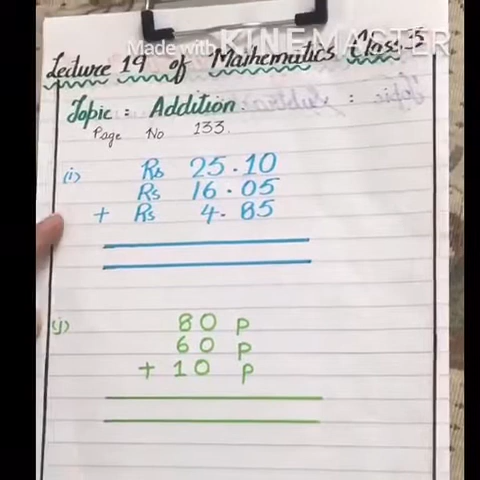 Made with KINEMASTER
Lecture 19 of Mathematics Class 5
Topic : Addition :
Page No 133.
(i) Rs 25.10
Rs 16.05
+ Rs 4.85
(j) 80 p
60 p
+ 10 p